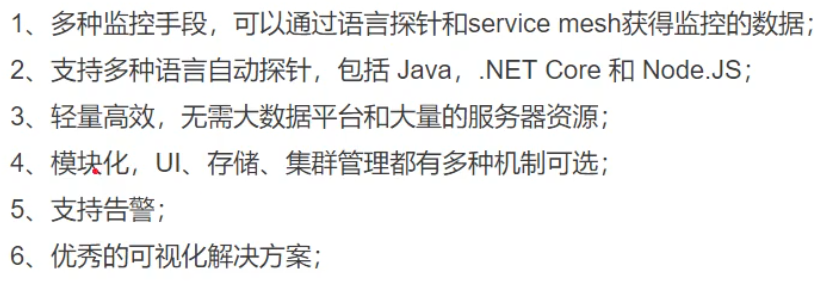 1、多种监控手段，可以通过语言探针和service mesh获得监控的数据；
2、支持多种语言自动探针，包括 Java，.NET Core 和 Node.JS；
3、轻量高效，无需大数据平台和大量的服务器资源；
4、模块化，UI、存储、集群管理都有多种机制可选；
5、支持告警；
6、优秀的可视化解决方案；